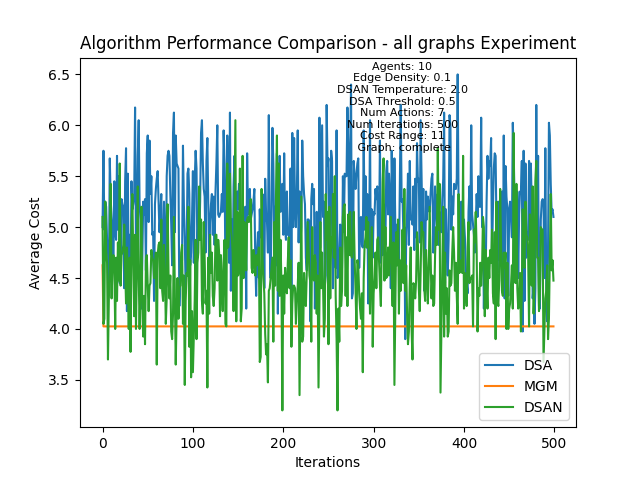 Algorithm Performance Comparison - all graphs Experiment
Agents: 10
Edge Density: 0.1
DSAN Temperature: 2.0
DSA Threshold: 0.5
Num Actions: 7
Num Iterations: 500
Cost Range: 11
Graph: complete
Average Cost
6.5
6.0
5.5
5.0
4.5
4.0
3.5
0
100
200
300
400
500
Iterations
DSA
MGM
DSAN